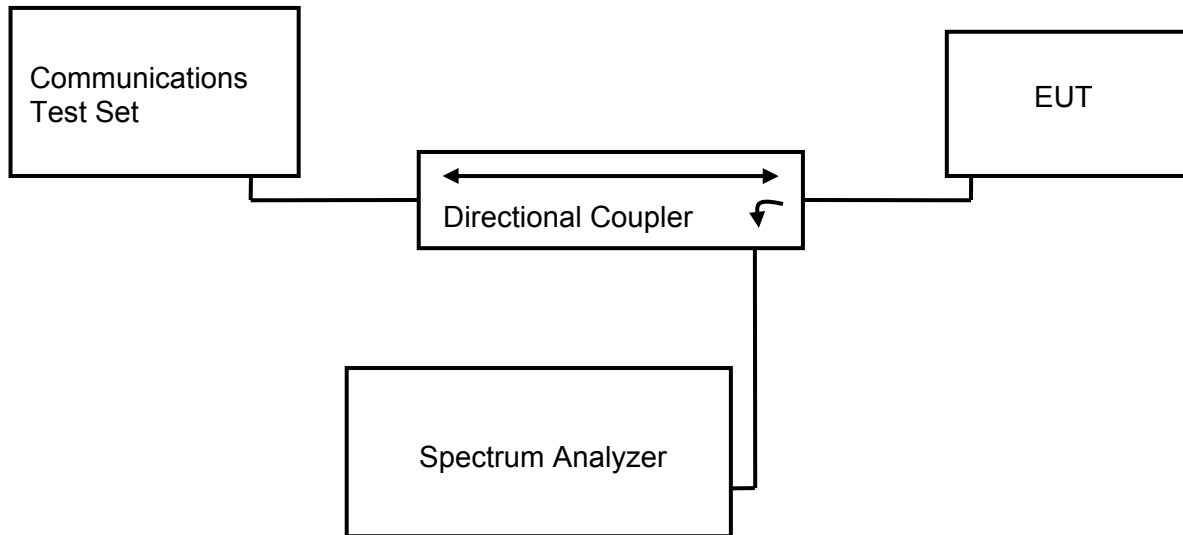 Communications
Test Set
EUT
Directional Coupler
Spectrum Analyzer